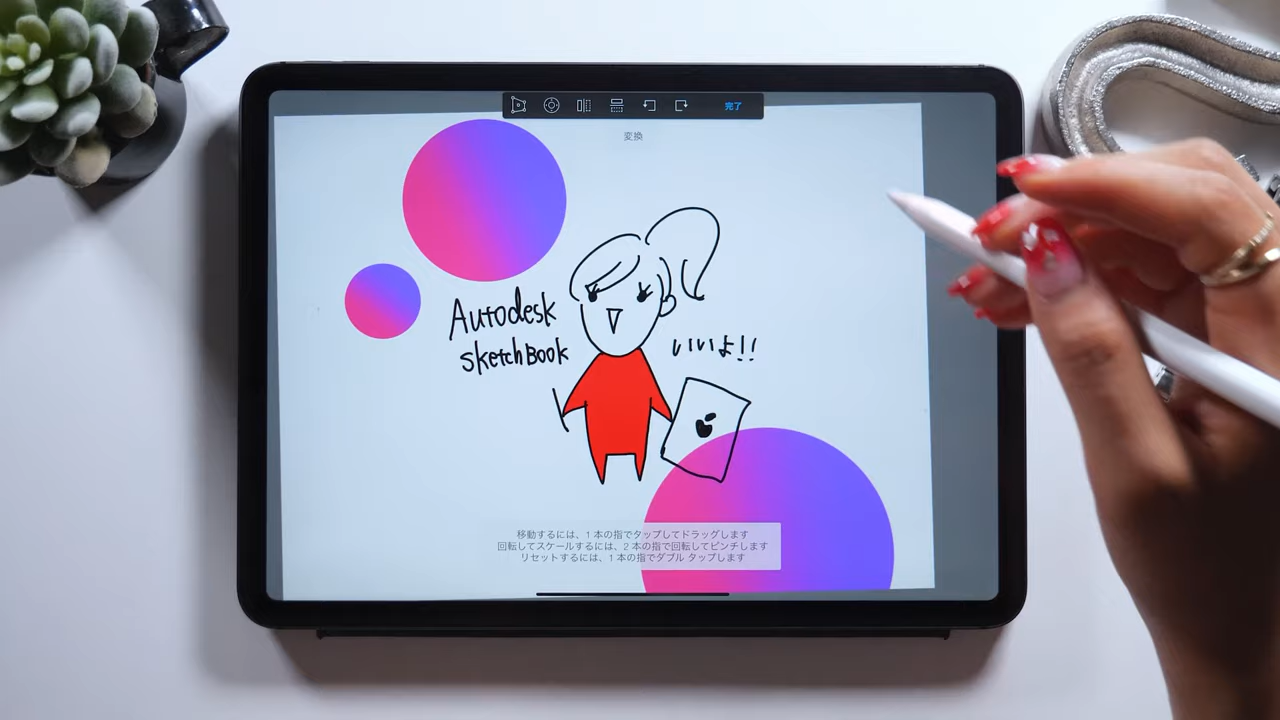 完了
変換
Autodesk
SketchBook
いいよ!!
移動するには、1 本の指でタップしてドラッグします
回転してスケールするには、2 本の指で回転してピンチします
リセットするには、1 本の指でダブル タップします